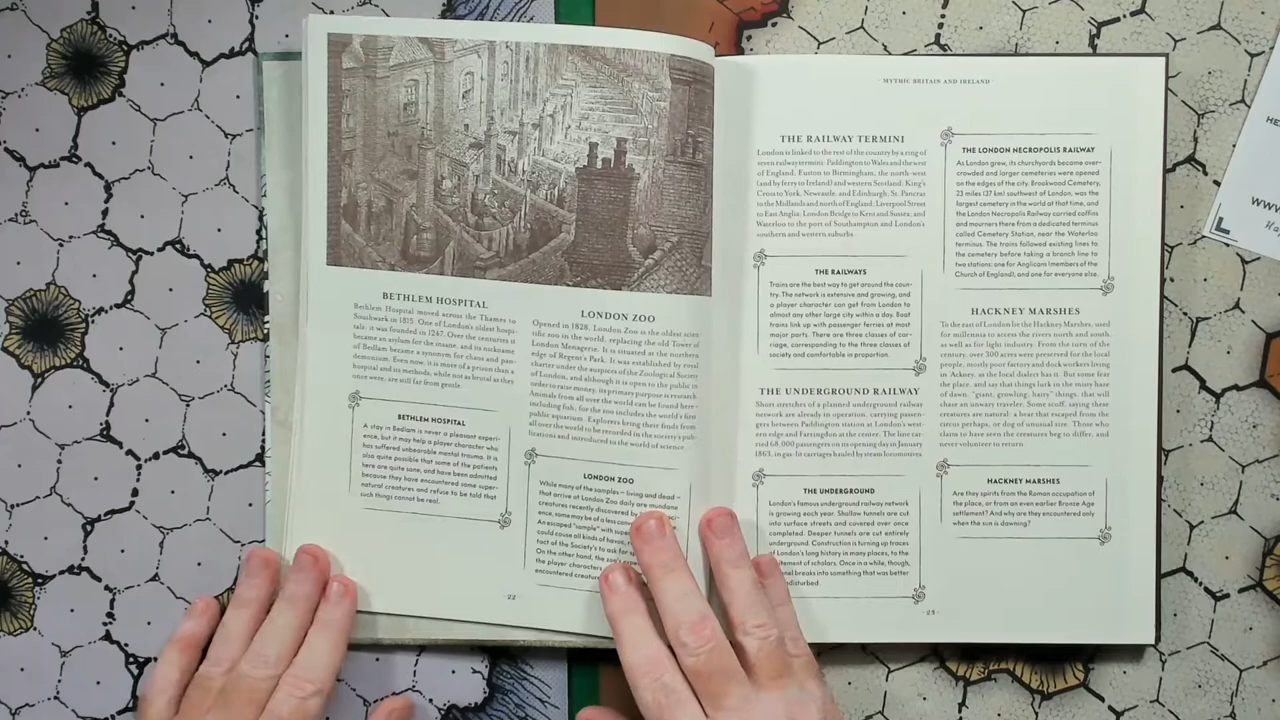 BETHLEM HOSPITAL
Bethlem Hospital moved across the Thames to
Southwark in 1815. One of London's oldest hospi-
tals, it was founded in 1247. Over the centuries it
became an asylum for the insane, and its nickname
of Bedlam became a synonym for chaos and pan-
demonium. Even now, it is more of a prison than a
hospital and its methods, while not as brutal as they
once were, are still far from gentle.
BETHLEM HOSPITAL
A stay in Bedlam is never a pleasant experi-
ence, but it may help a player character who
has suffered unbearable mental trauma. It is
also quite possible that some of the patients
here are quite sane, and have been admitted
because they have encountered some super-
natural creatures and refuse to be told that
such things cannot be real.
LONDON ZOO
Opened in 1828, London Zoo is the oldest scien-
tific zoo in the world, replacing the old Tower of
London Menagerie. It is situated at the northern
edge of Regent's Park. It was established by royal
charter under the auspices of the Zoological Society
of London, and although it is open to the public in
order to raise money, its primary purpose is research.
Animals from all over the world can be found here –
including fish, for the zoo includes the world's first
public aquarium. Explorers bring their finds from
all over the world to be recorded in the society's pub-
lications and introduced to the world of science.
LONDON ZOO
While many of the samples – living and dead –
that arrive at London Zoo daily are mundane
creatures recently discovered by
ence, some may be of a less
An escaped "sample" with
could cause all kinds of havoc,
fact of the Society's to ask for
On the other hand, the zoo's
the player characters
encountered
22
MYTHIC BRITAIN AND IRELAND
THE RAILWAY TERMINI
London is linked to the rest of the country by a ring of
seven railway termini: Paddington to Wales and the west
of England, Euston to Birmingham, the north-west
(and by ferry to Ireland) and western Scotland; King's
Cross to York, Newcastle, and Edinburgh; St. Pancras
to the Midlands and north of England; Liverpool Street
to East Anglia; London Bridge to Kent and Sussex; and
Waterloo to the port of Southampton and London's
southern and western suburbs.
THE RAILWAYS
Trains are the best way to get around the coun-
try. The network is extensive and growing, and
a player character can get from London to
almost any other large city within a day. Boat
trains link up with passenger ferries at most
major ports. There are three classes of car-
riage, corresponding to the three classes of
society and comfortable in proportion.
THE UNDERGROUND RAILWAY
Short stretches of a planned underground railway
network are already in operation, carrying passen-
gers between Paddington station at London's west-
ern edge and Farringdon at the center. The line car-
ried 68,000 passengers on its opening day in January
1863, in gas-lit carriages hauled by steam locomotives.
THE UNDERGROUND
London's famous underground railway network
is growing each year. Shallow tunnels are cut
into surface streets and covered over once
completed. Deeper tunnels are cut entirely
underground. Construction is turning up traces
of London's long history in many places, to the
itement of scholars. Once in a while, though,
nel breaks into something that was better
ndisturbed.
THE LONDON NECROPOLIS RAILWAY
As London grew, its churchyards became over-
crowded and larger cemeteries were opened
on the edges of the city. Brookwood Cemetery,
23 miles (37 km) southwest of London, was the
largest cemetery in the world at that time, and
the London Necropolis Railway carried coffins
and mourners there from a dedicated terminus
called Cemetery Station, near the Waterloo
terminus. The trains followed existing lines to
the cemetery before taking a branch line to
two stations: one for Anglicans (members of the
Church of England), and one for everyone else.
HACKNEY MARSHES
To the east of London lie the Hackney Marshes, used
for millennia to access the rivers north and south,
as well as for light industry. From the turn of the
century, over 300 acres were preserved for the local
people, mostly poor factory and dock workers living
in Ackney, as the local dialect has it. But some fear
the place, and say that things lurk in the misty haze
of dawn, "giant, growling, hairy" things, that will
chase an unwary traveler. Some scoff, saying these
creatures are natural: a bear that escaped from the
circus perhaps, or dog of unusual size. Those who
claim to have seen the creatures beg to differ, and
never volunteer to return.
HACKNEY MARSHES
Are they spirits from the Roman occupation of
the place, or from an even earlier Bronze Age
settlement? And why are they encountered only
when the sun is dawning?
23
HE
WWW